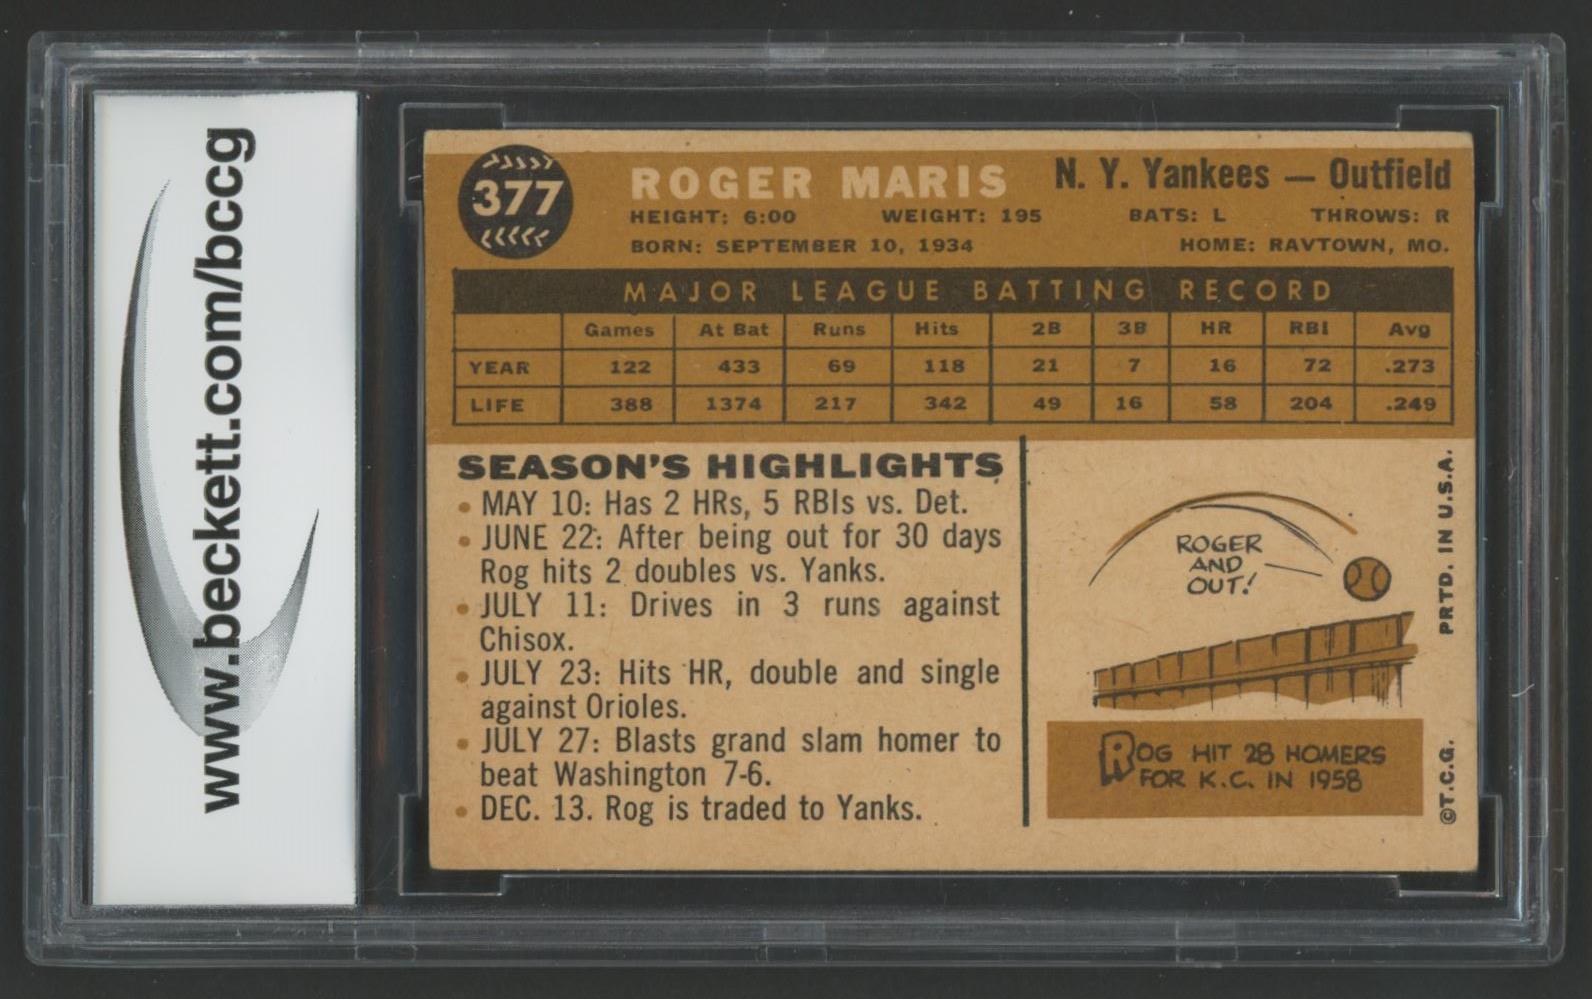 www.beckett.com/bccg
377
ROGER MARIS
N. Y. Yankees — Outfield
HEIGHT: 6:00 WEIGHT: 195 BATS: L THROWS: R
BORN: SEPTEMBER 10, 1934 HOME: RAYTOWN, MO.
MAJOR LEAGUE BATTING RECORD
Games At Bat Runs Hits 2B 3B HR RBI Avg
YEAR 122 433 69 118 21 7 16 72 .273
LIFE 388 1374 217 342 49 16 58 204 .249
SEASON'S HIGHLIGHTS
• MAY 10: Has 2 HRs, 5 RBIs vs. Det.
• JUNE 22: After being out for 30 days
Rog hits 2 doubles vs. Yanks.
• JULY 11: Drives in 3 runs against
Chisox.
• JULY 23: Hits HR, double and single
against Orioles.
• JULY 27: Blasts grand slam homer to
beat Washington 7-6.
• DEC. 13. Rog is traded to Yanks.
ROGER
AND
OUT!
ROG HIT 28 HOMERS
FOR K.C. IN 1958
©T.C.G. PRTD. IN U.S.A.